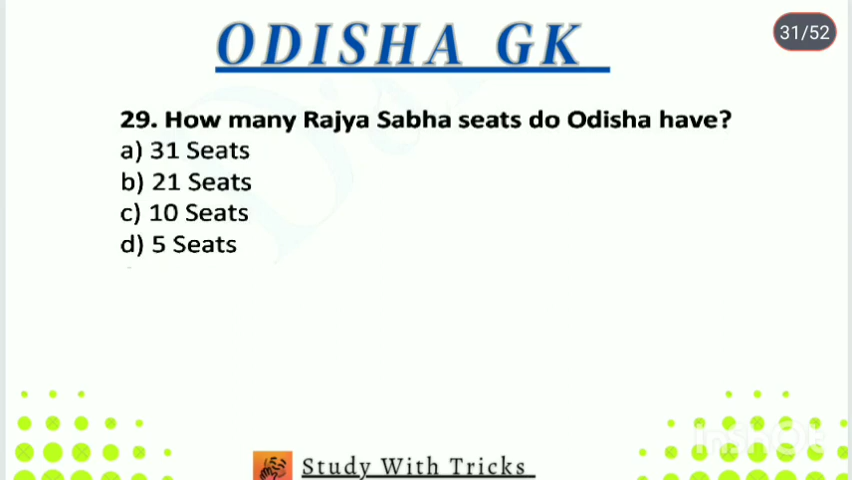 ODISHA GK
31/52
29. How many Rajya Sabha seats do Odisha have?
a) 31 Seats
b) 21 Seats
c) 10 Seats
d) 5 Seats
InShOt
Study With Tricks